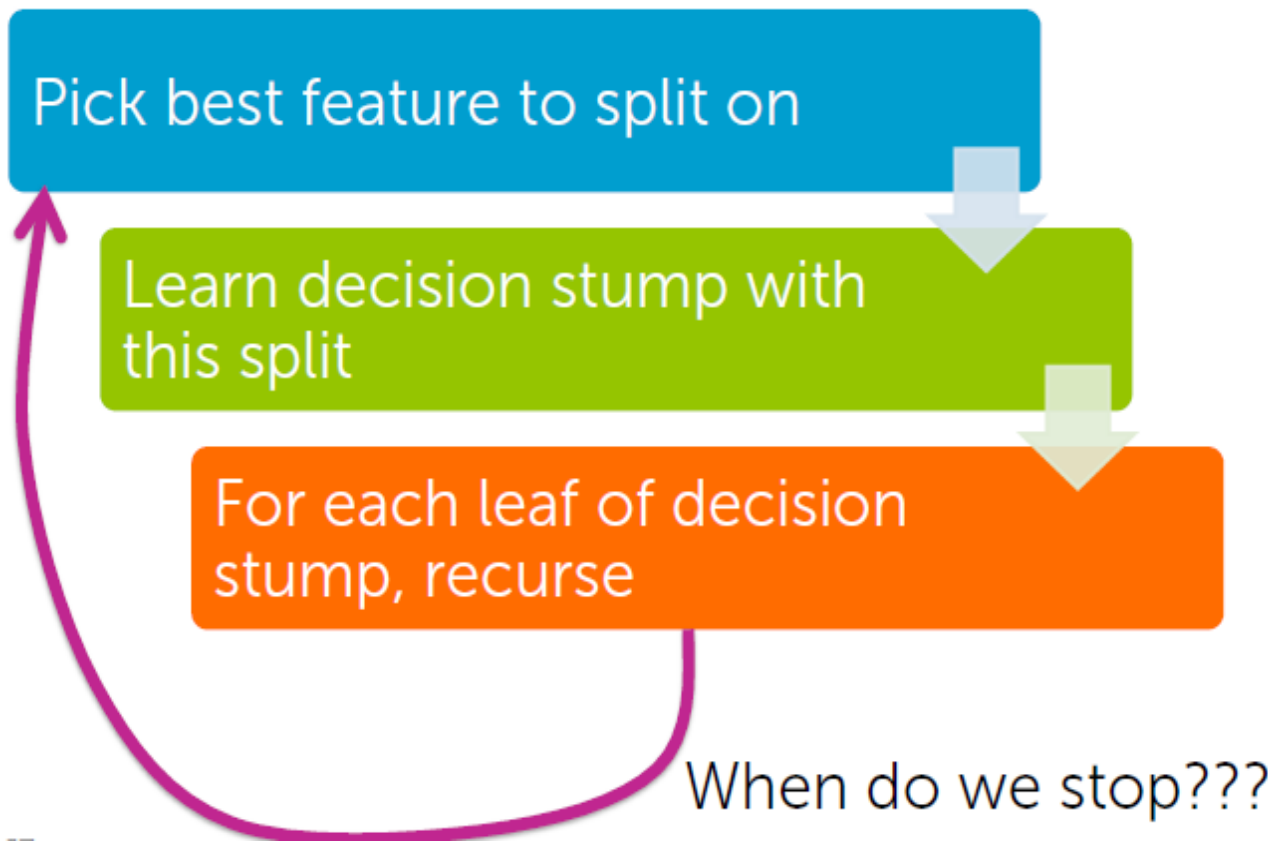 Pick best feature to split on
Learn decision stump with
this split
For each leaf of decision
stump, recurse
When do we stop???